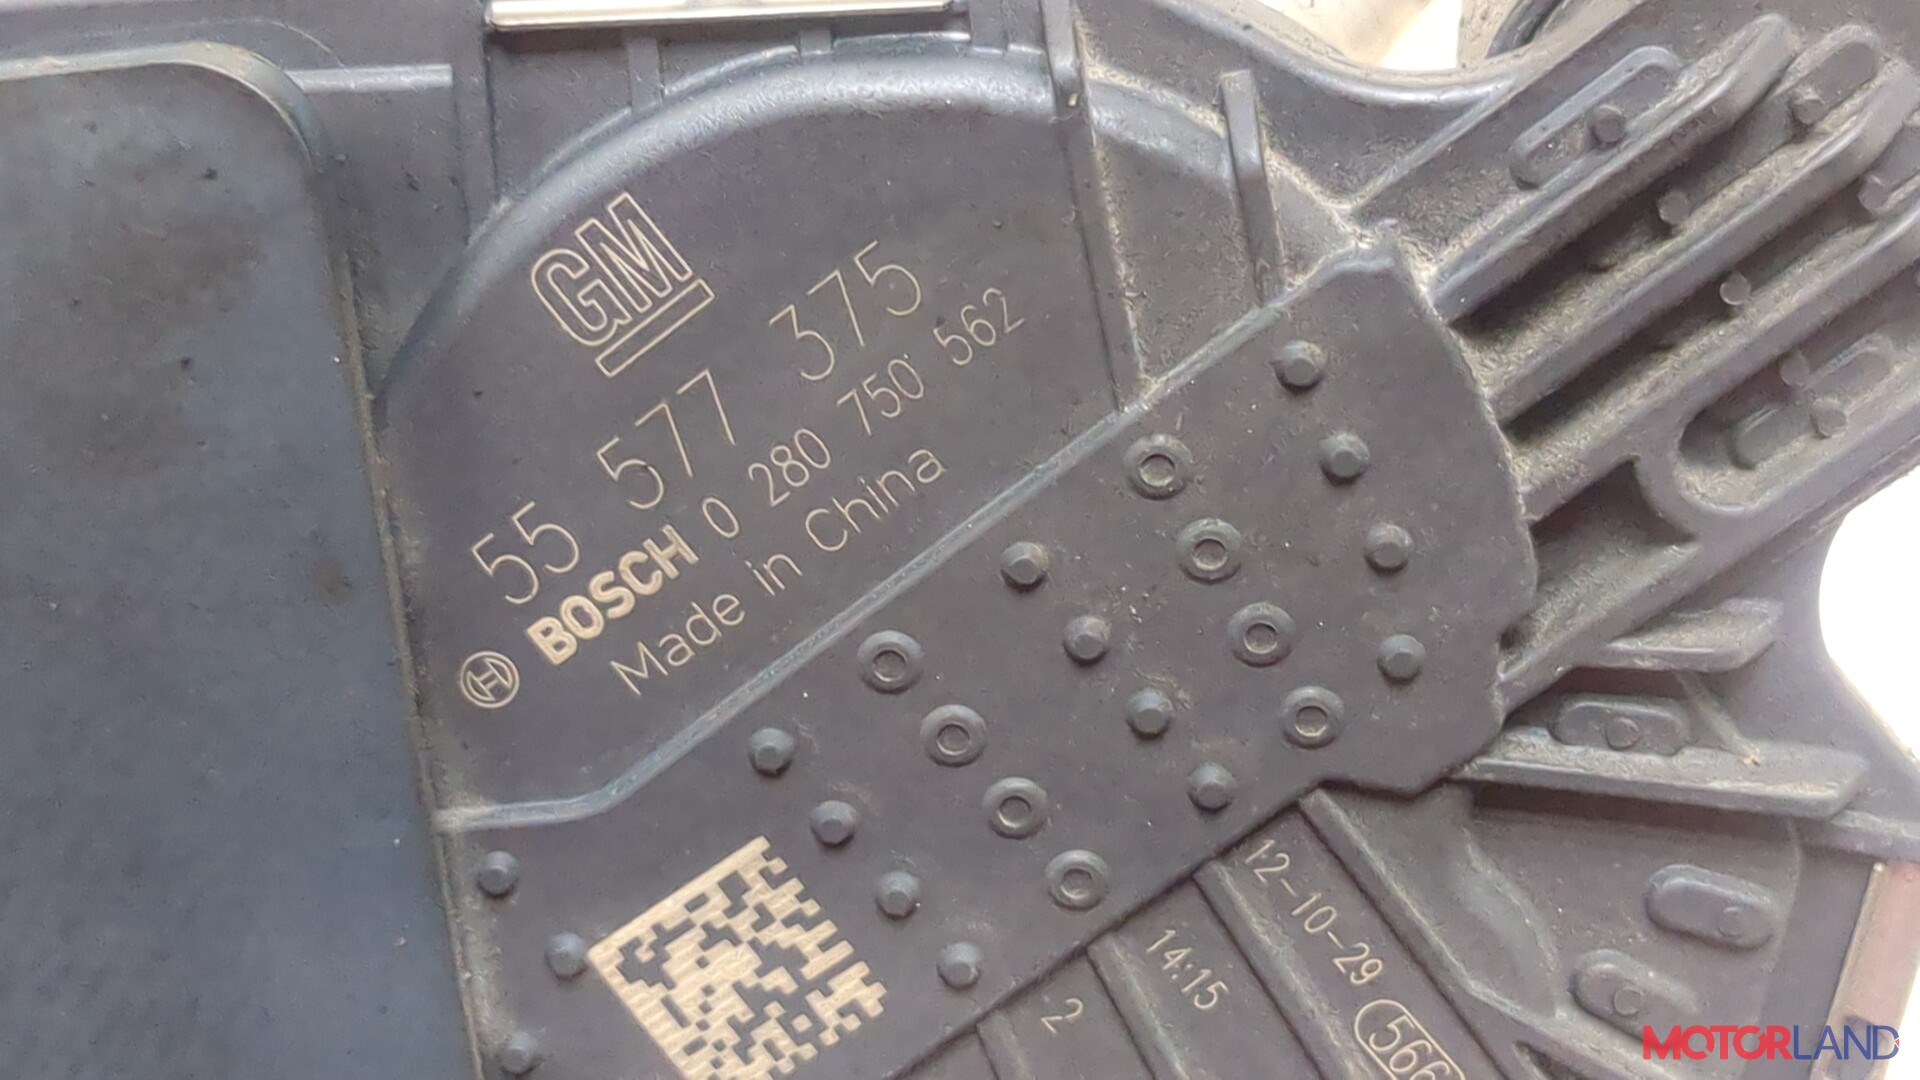 GM
55 577 375
BOSCH 0 280 750 562
Made in China
12-10-29
14:15
2
MOTORLAND